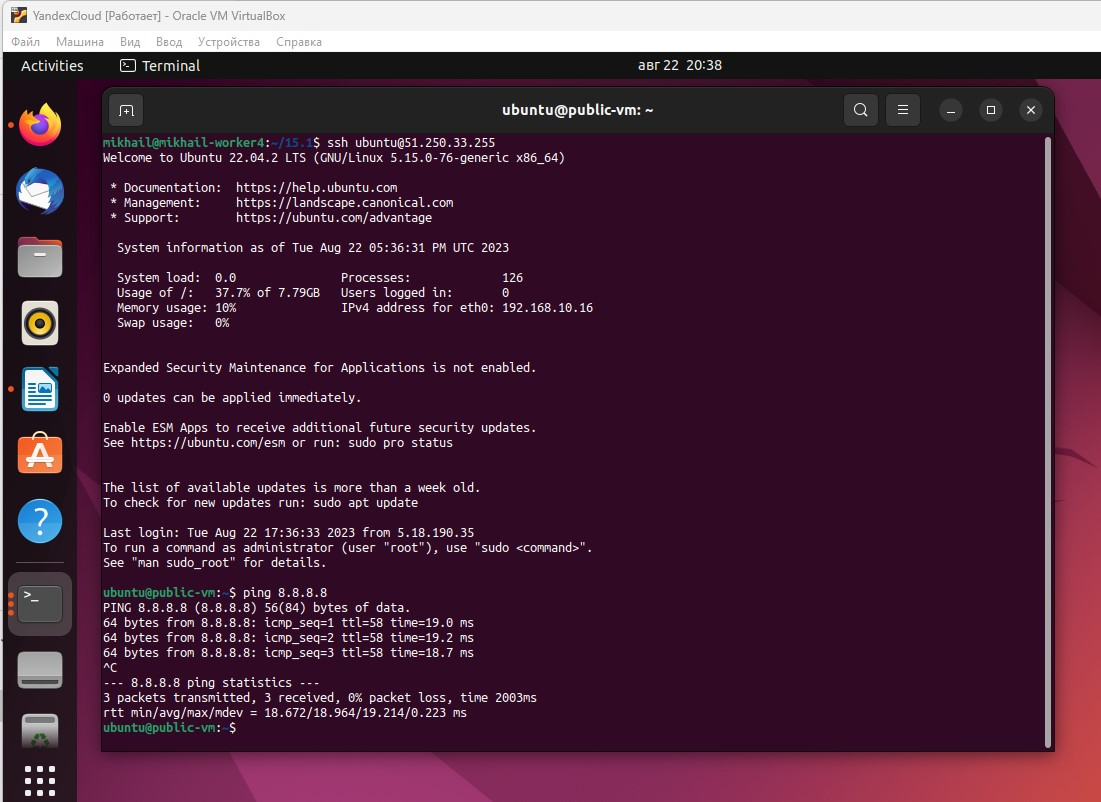 YandexCloud [Работает] - Oracle VM VirtualBox
Файл Машина Вид Ввод Устройства Справка
Activities Terminal авг 22 20:38
ubuntu@public-vm: ~
mikhail@mikhail-worker4:~/15.1$ ssh ubuntu@51.250.33.255
Welcome to Ubuntu 22.04.2 LTS (GNU/Linux 5.15.0-76-generic x86_64)
* Documentation: https://help.ubuntu.com
* Management: https://landscape.canonical.com
* Support: https://ubuntu.com/advantage
System information as of Tue Aug 22 05:36:31 PM UTC 2023
System load: 0.0 Processes: 126
Usage of /: 37.7% of 7.79GB Users logged in: 0
Memory usage: 10% IPv4 address for eth0: 192.168.10.16
Swap usage: 0%
Expanded Security Maintenance for Applications is not enabled.
0 updates can be applied immediately.
Enable ESM Apps to receive additional future security updates.
See https://ubuntu.com/esm or run: sudo pro status
The list of available updates is more than a week old.
To check for new updates run: sudo apt update
Last login: Tue Aug 22 17:36:33 2023 from 5.18.190.35
To run a command as administrator (user "root"), use "sudo <command>".
See "man sudo_root" for details.
ubuntu@public-vm:~$ ping 8.8.8.8
PING 8.8.8.8 (8.8.8.8) 56(84) bytes of data.
64 bytes from 8.8.8.8: icmp_seq=1 ttl=58 time=19.0 ms
64 bytes from 8.8.8.8: icmp_seq=2 ttl=58 time=19.2 ms
64 bytes from 8.8.8.8: icmp_seq=3 ttl=58 time=18.7 ms
^C
--- 8.8.8.8 ping statistics ---
3 packets transmitted, 3 received, 0% packet loss, time 2003ms
rtt min/avg/max/mdev = 18.672/18.964/19.214/0.223 ms
ubuntu@public-vm:~$